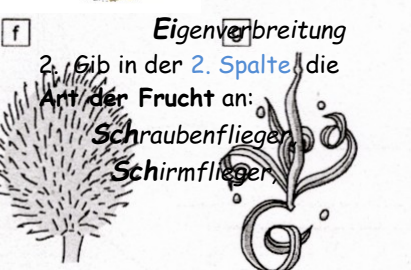 f
Eigenverbreitung
g
2. Gib in der 2. Spalte die
Art der Frucht an:
Schraubenflieger,
Schirmflieger,